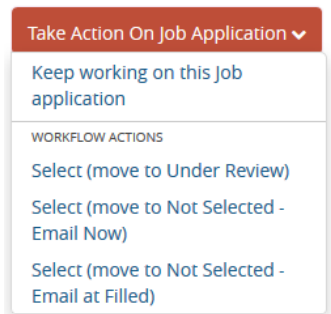 Take Action On Job Application
Keep working on this Job
application
WORKFLOW ACTIONS
Select (move to Under Review)
Select (move to Not Selected -
Email Now)
Select (move to Not Selected -
Email at Filled)